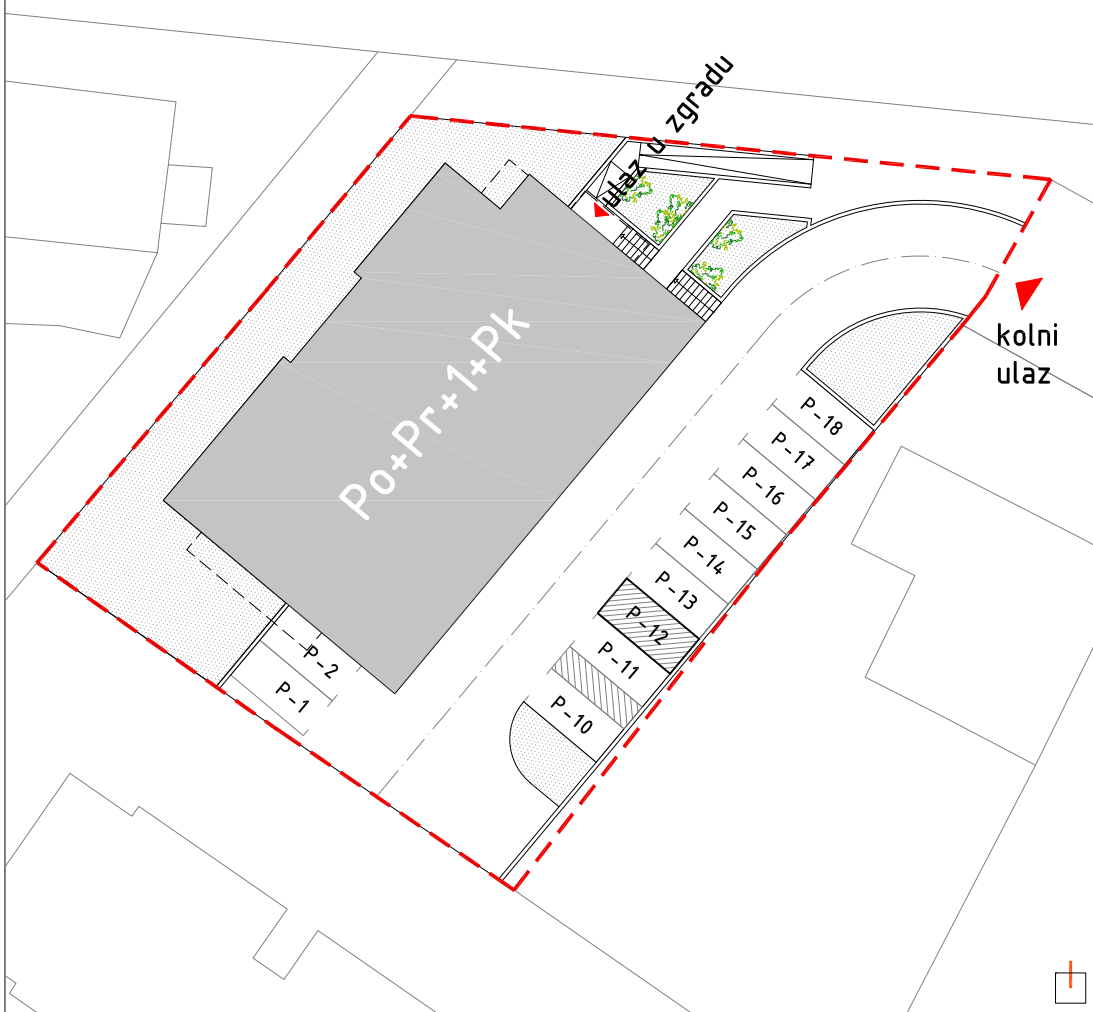 ulaz u zgradu
kolni
ulaz
Po+Pr+1+Pk
P-18
P-17
P-16
P-15
P-14
P-13
P-12
P-11
P-10
P-2
P-1